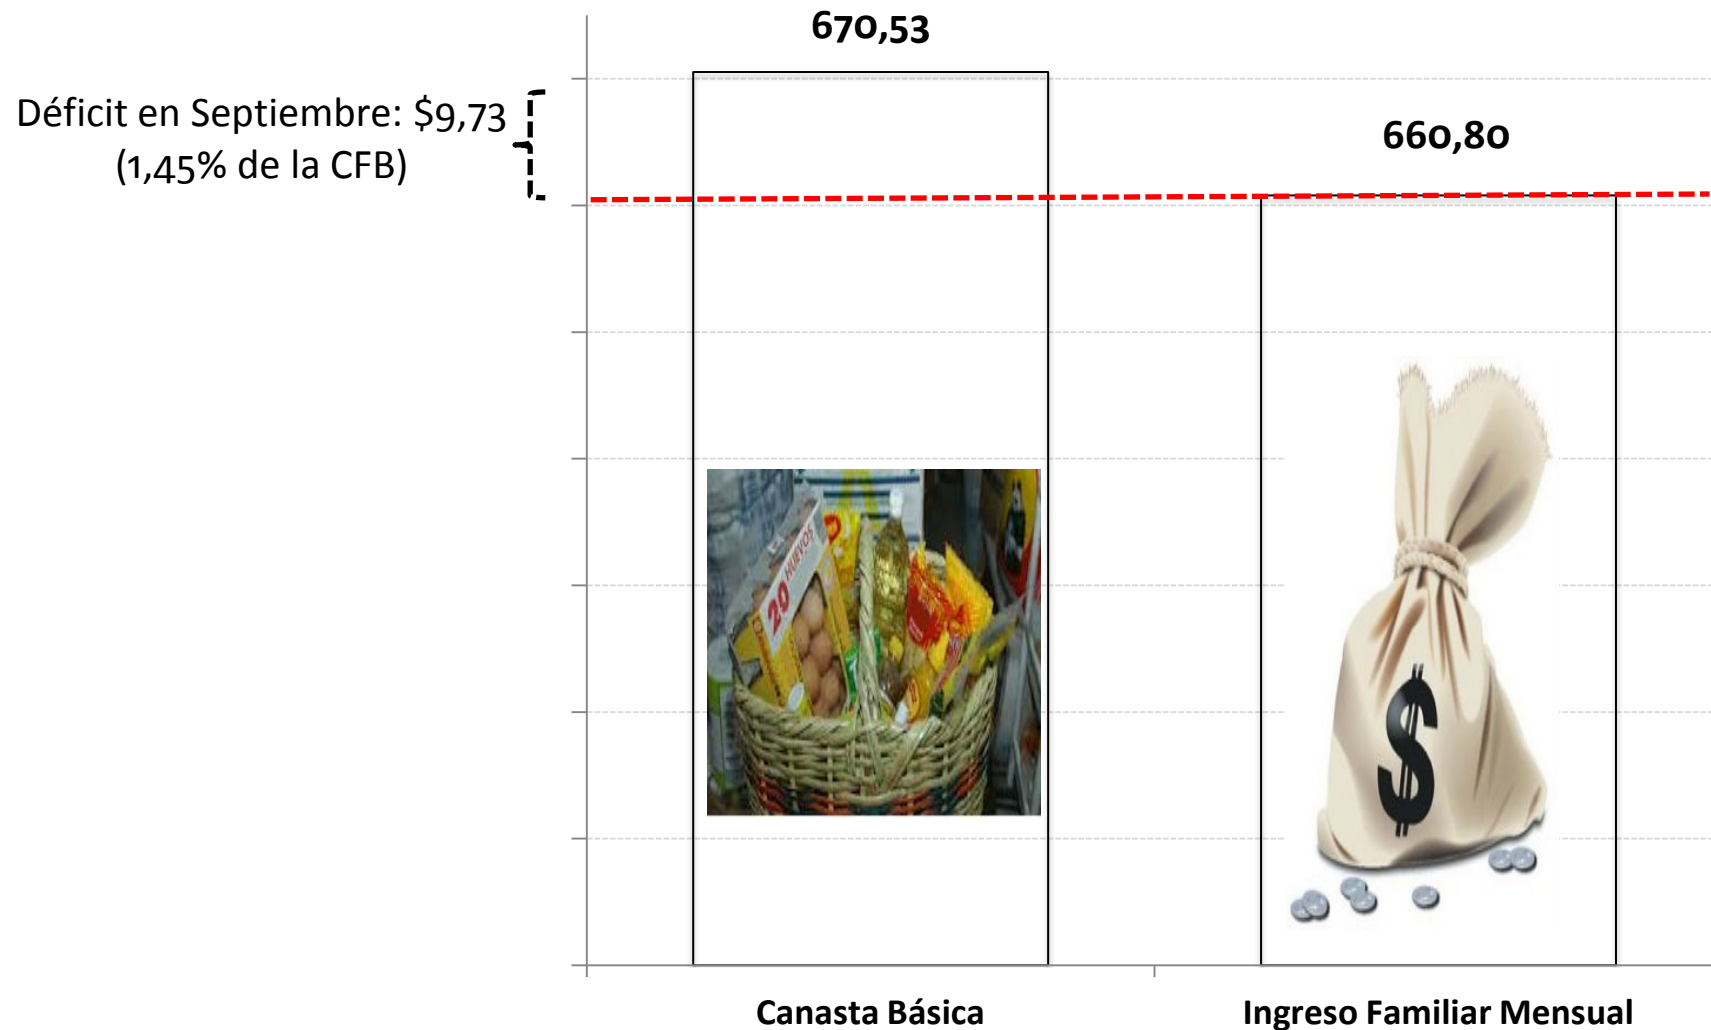 670,53
Déficit en Septiembre: $9,73
(1,45% de la CFB)
660,80
20 HUEVOS
$
Canasta Básica
Ingreso Familiar Mensual